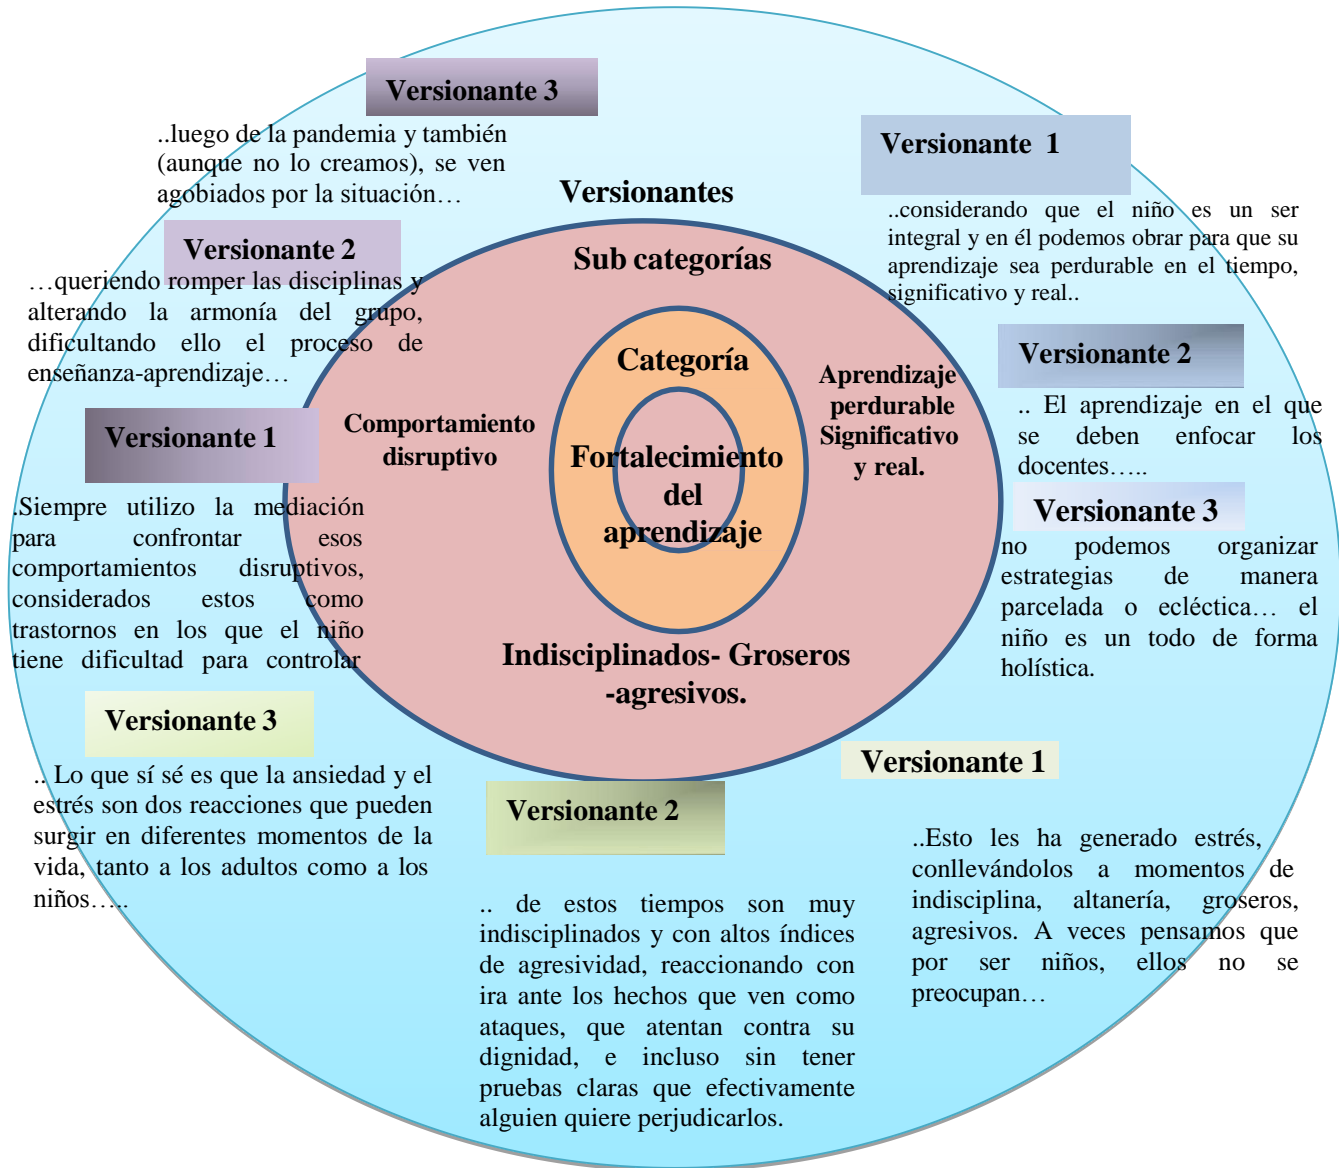 Versionante 3
..luego de la pandemia y también
(aunque no lo creamos), se ven
agobiados por la situación…
Versionante 2
…queriendo romper las disciplinas y
alterando la armonía del grupo,
dificultando ello el proceso de
enseñanza-aprendizaje…
Versionante 1
.Siempre utilizo la mediación
para confrontar esos
comportamientos disruptivos,
considerados estos como
trastornos en los que el niño
tiene dificultad para controlar
Versionante 3
.. Lo que sí sé es que la ansiedad y el
estrés son dos reacciones que pueden
surgir en diferentes momentos de la
vida, tanto a los adultos como a los
niños…..
Versionantes
Sub categorías
Categoría
Fortalecimiento
del
aprendizaje
Comportamiento
disruptivo
Aprendizaje
perdurable
Significativo
y real.
Indisciplinados- Groseros
-agresivos.
Versionante 1
..considerando que el niño es un ser
integral y en él podemos obrar para que su
aprendizaje sea perdurable en el tiempo,
significativo y real..
Versionante 2
.. El aprendizaje en el que
se deben enfocar los
docentes…..
Versionante 3
no podemos organizar
estrategias de manera
parcelada o ecléctica… el
niño es un todo de forma
holística.
Versionante 2
.. de estos tiempos son muy
indisciplinados y con altos índices
de agresividad, reaccionando con
ira ante los hechos que ven como
ataques, que atentan contra su
dignidad, e incluso sin tener
pruebas claras que efectivamente
alguien quiere perjudicarlos.
Versionante 1
..Esto les ha generado estrés,
conllevándolos a momentos de
indisciplina, altanería, groseros,
agresivos. A veces pensamos que
por ser niños, ellos no se
preocupan…